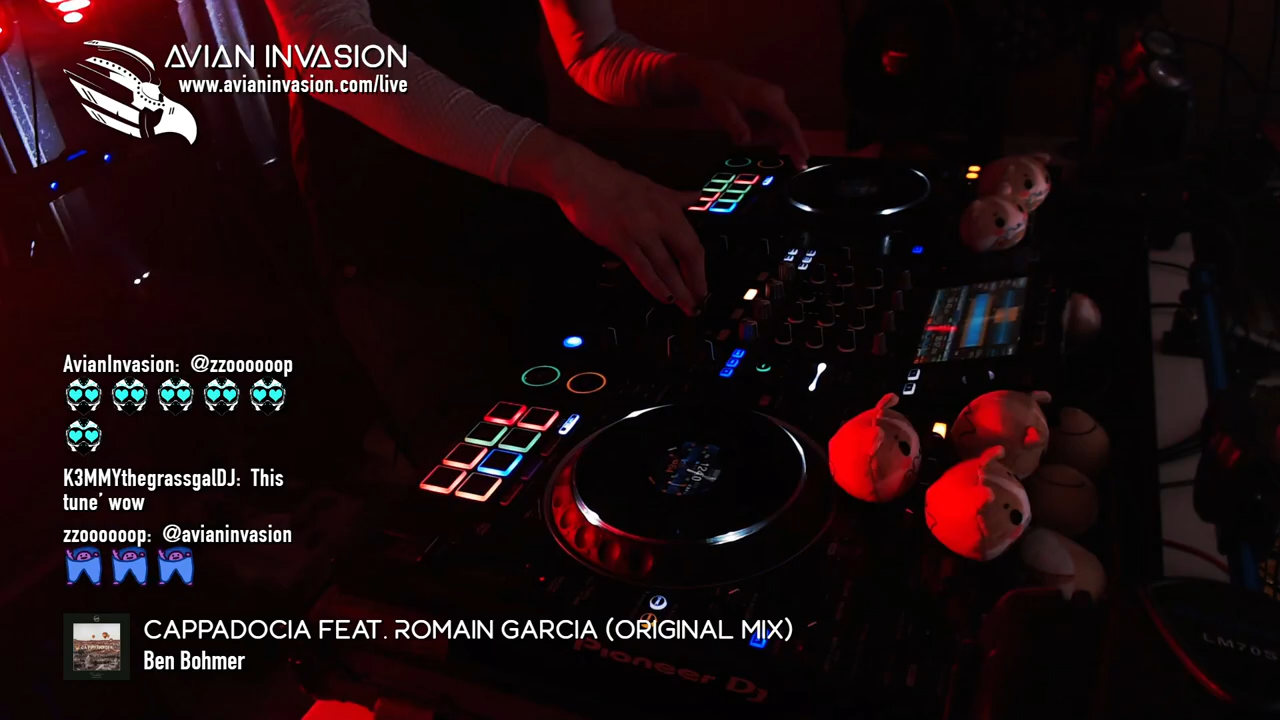 AVIAN INVASION
www.avianinvasion.com/live
AvianInvasion: @zzoooooop
K3MMYthegrassgalDJ: This
tune' wow
zzoooooop: @avianinvasion
CAPPADOCIA FEAT. ROMAIN GARCIA (ORIGINAL MIX)
Ben Bohmer
Pioneer Dj